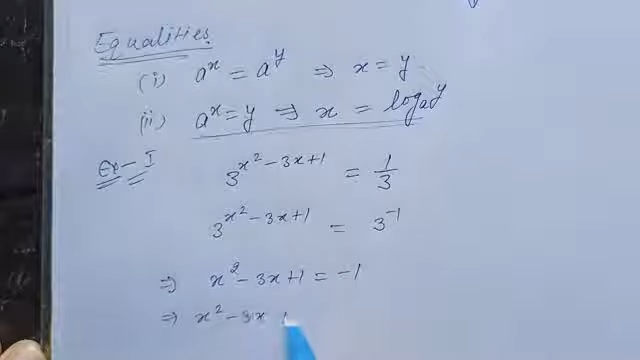 Equalities
(i) a^x = a^y ⇒ x = y
(ii) a^x = y ⇒ x = log_a y
Ex-I 3^{x²-3x+1} = 1/3
3^{x²-3x+1} = 3^{-1}
⇒ x² - 3x + 1 = -1
⇒ x² - 3x